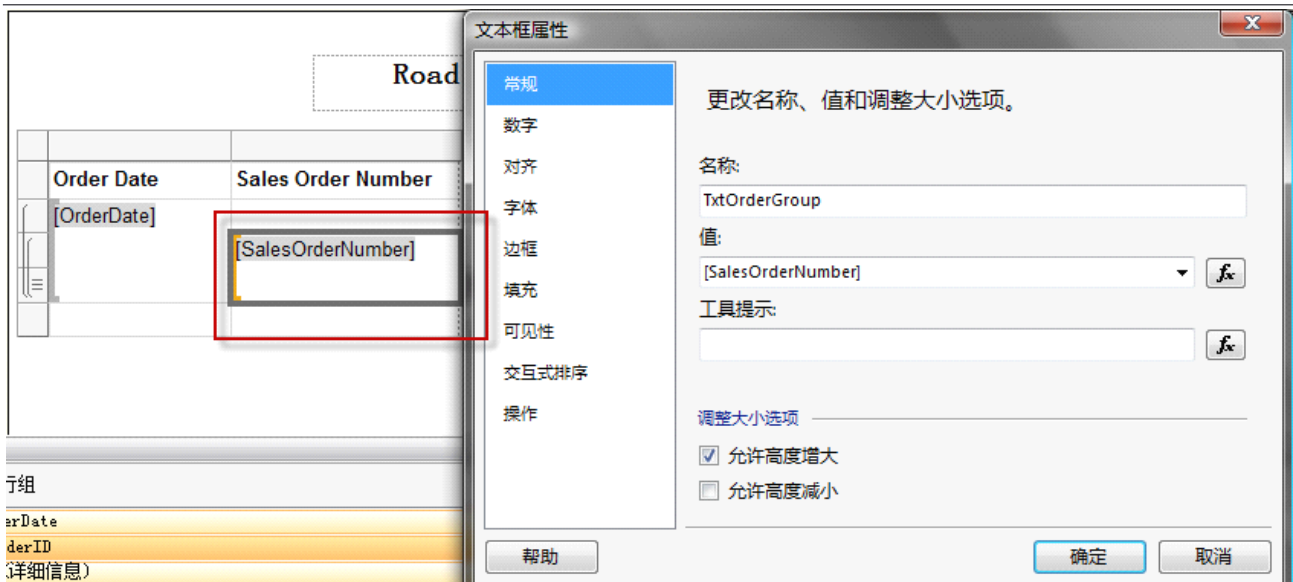 Road
Order Date
Sales Order Number
[OrderDate]
[SalesOrderNumber]
行组
erDate
derID
(详细信息)
文本框属性
常规
数字
对齐
字体
边框
填充
可见性
交互式排序
操作
更改名称、值和调整大小选项。
名称:
TxtOrderGroup
值:
[SalesOrderNumber]
fx
工具提示:
fx
调整大小选项
允许高度增大
允许高度减小
帮助
确定
取消